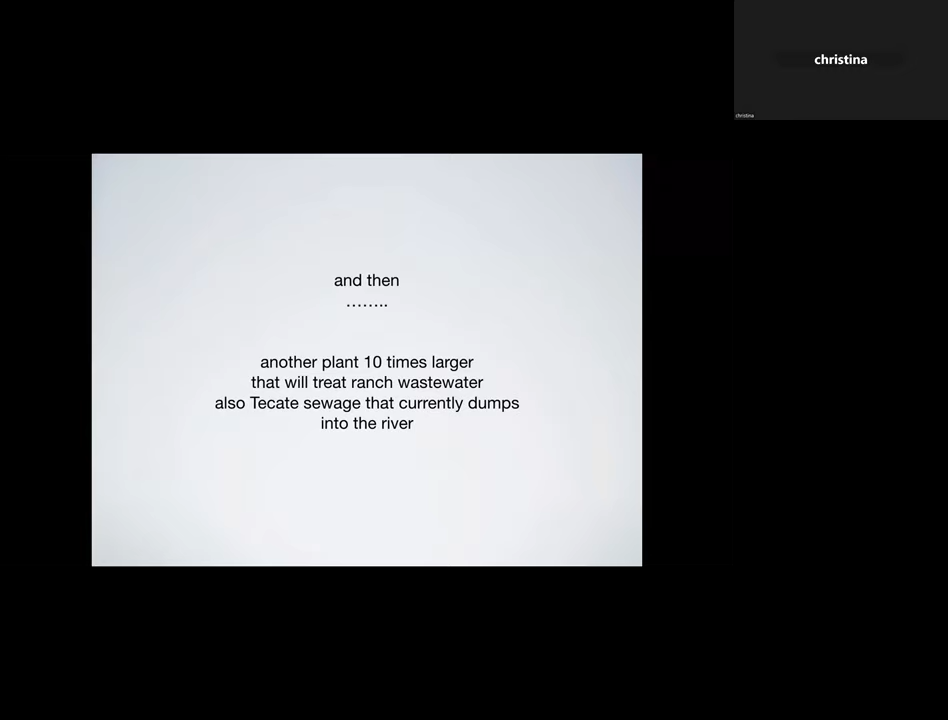 christina
christina
and then
........
another plant 10 times larger
that will treat ranch wastewater
also Tecate sewage that currently dumps
into the river